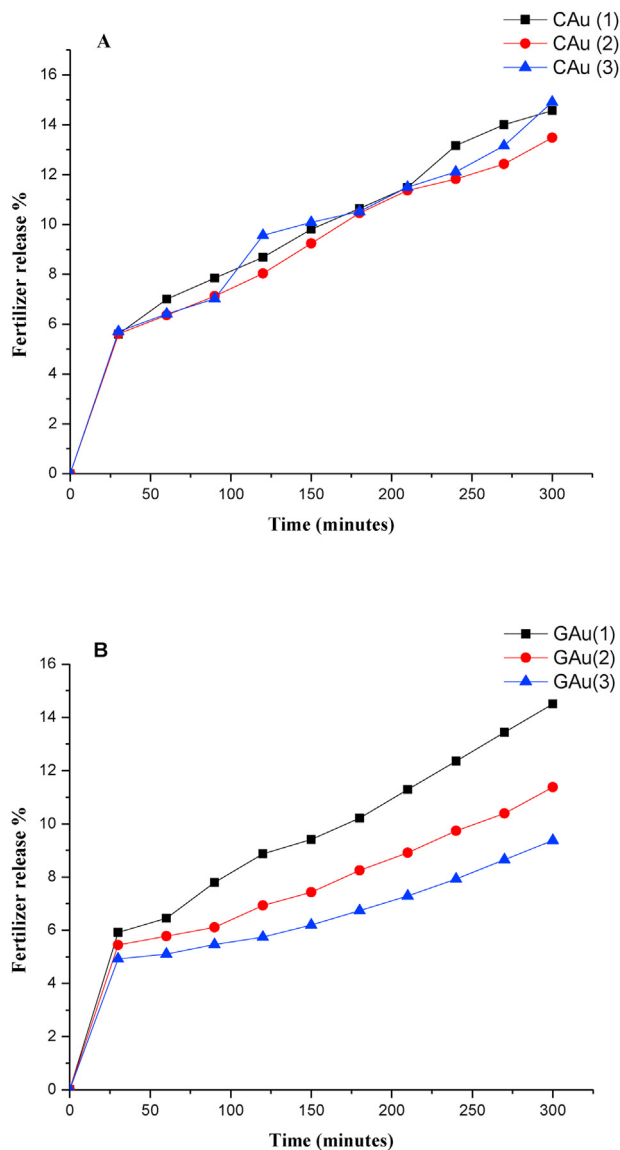 A
CAu (1)
CAu (2)
CAu (3)
16
14
12
10
8
6
4
2
0
Fertilizer release %
0 50 100 150 200 250 300
Time (minutes)
B
GAu(1)
GAu(2)
GAu(3)
16
14
12
10
8
6
4
2
0
Fertilizer release %
0 50 100 150 200 250 300
Time (minutes)